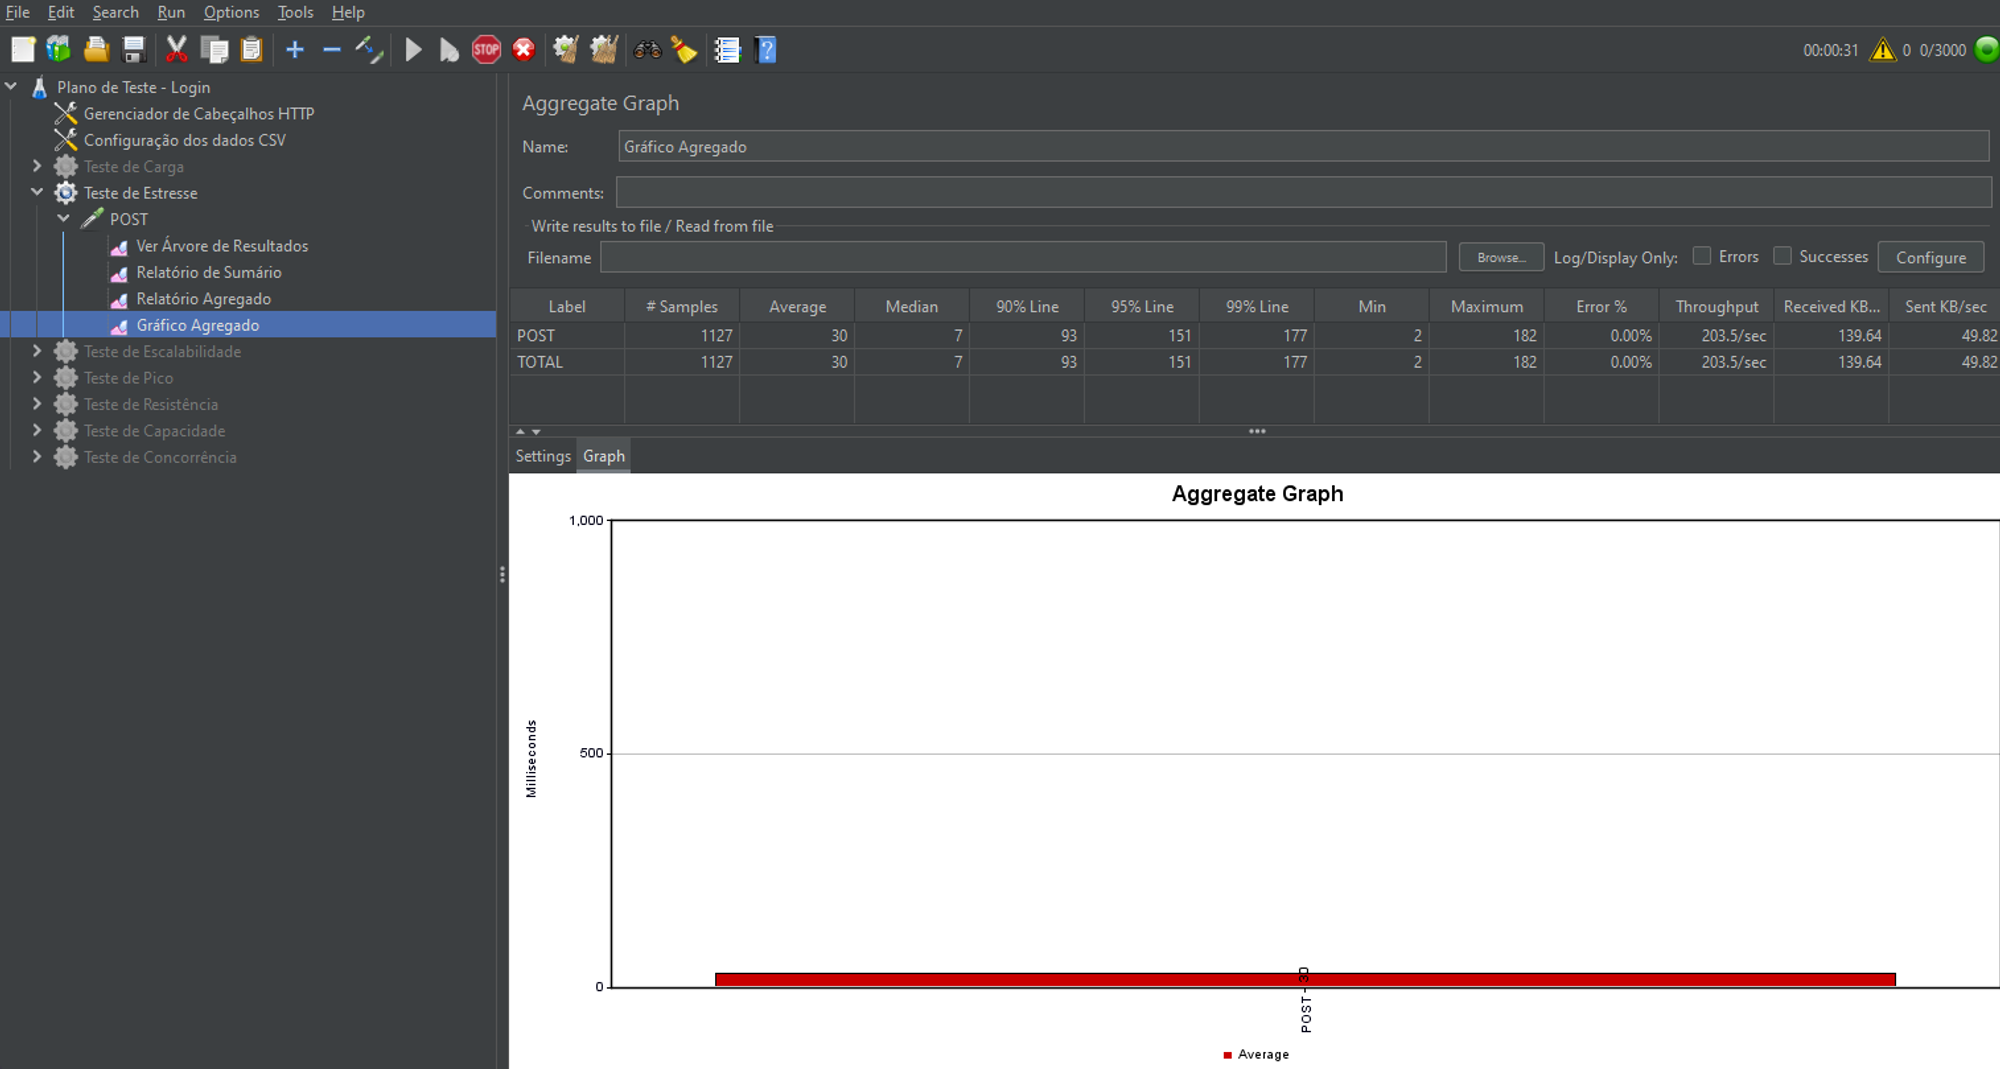 File Edit Search Run Options Tools Help
STOP ? 00:00:31 0 0/3000
Plano de Teste - Login
Gerenciador de Cabeçalhos HTTP
Configuração dos dados CSV
Teste de Carga
Teste de Estresse
POST
Ver Árvore de Resultados
Relatório de Sumário
Relatório Agregado
Gráfico Agregado
Teste de Escalabilidade
Teste de Pico
Teste de Resistência
Teste de Capacidade
Teste de Concorrência
Aggregate Graph
Name: Gráfico Agregado
Comments:
Write results to file / Read from file
Filename Browse... Log/Display Only: Errors Successes Configure
Label # Samples Average Median 90% Line 95% Line 99% Line Min Maximum Error % Throughput Received KB... Sent KB/sec
POST 1127 30 7 93 151 177 2 182 0.00% 203.5/sec 139.64 49.82
TOTAL 1127 30 7 93 151 177 2 182 0.00% 203.5/sec 139.64 49.82
Settings Graph
Aggregate Graph
1,000
500
0
Milliseconds
30
POST
Average